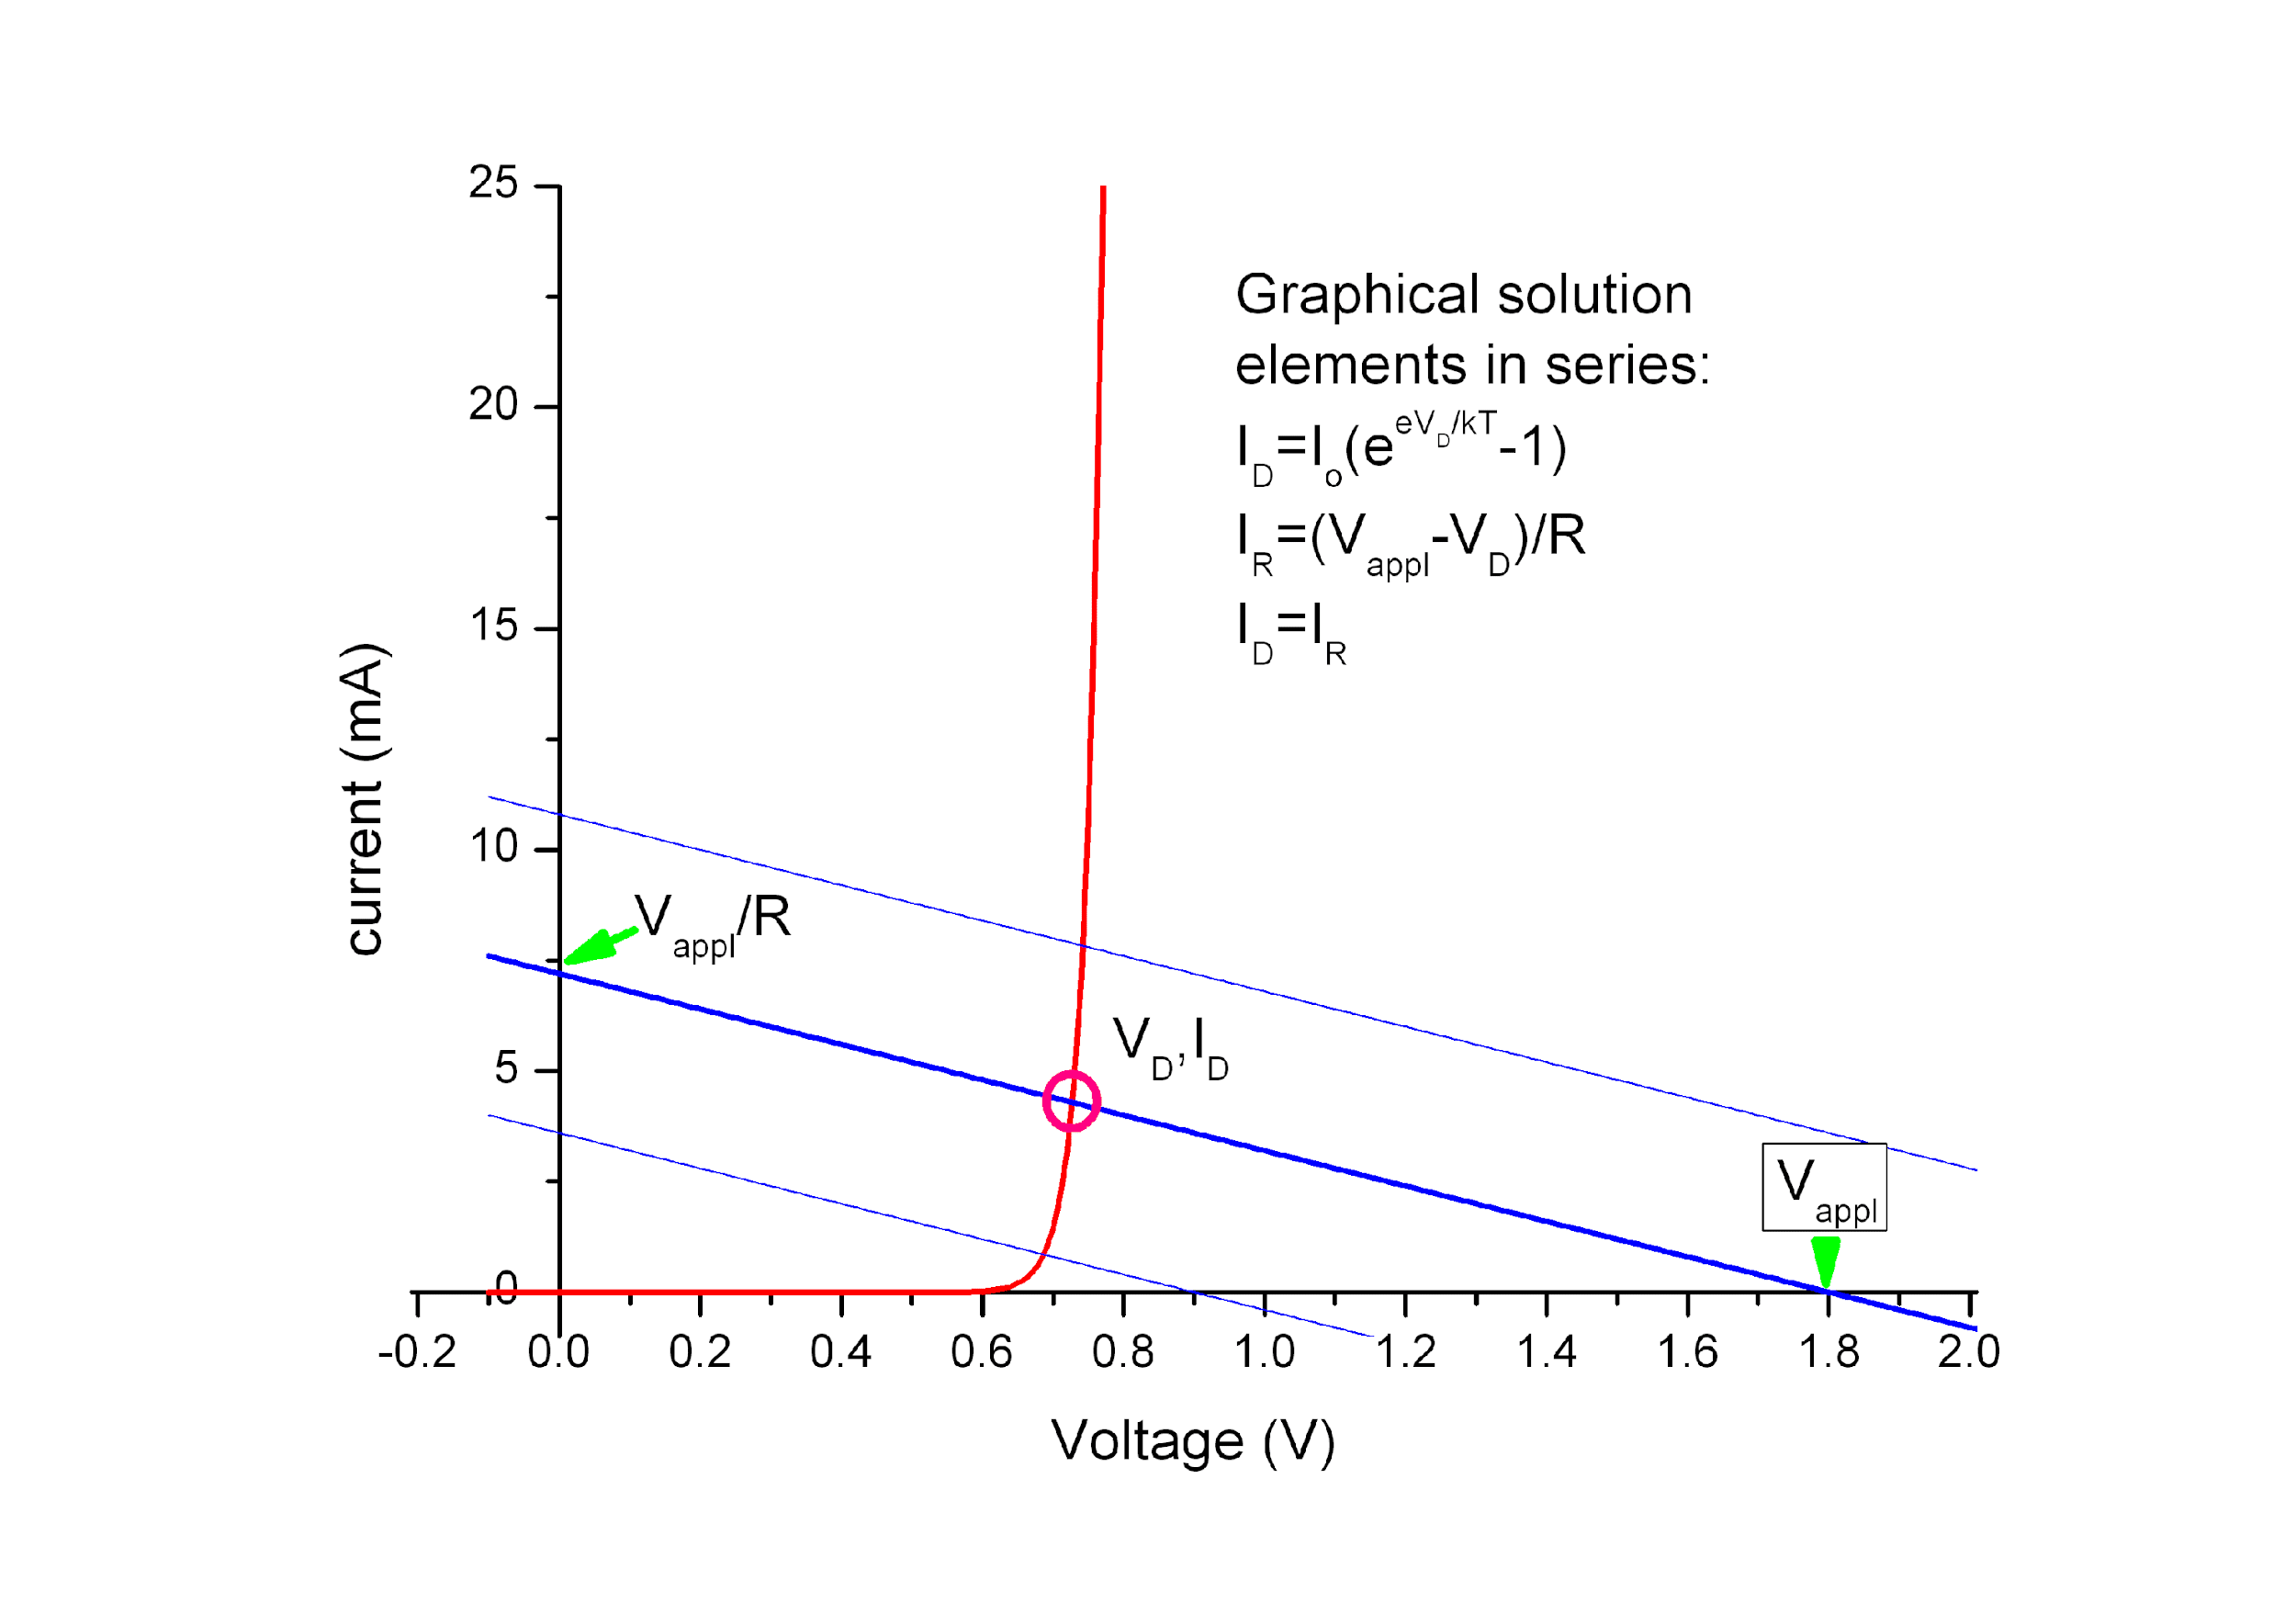 25
20
15
10
5
0
current (mA)
Graphical solution
elements in series:
I_D=I_o(e^{eV_D/kT}-1)
I_R=(V_appl-V_D)/R
I_D=I_R
V_appl/R
V_D,I_D
V_appl
-0.2 0.0 0.2 0.4 0.6 0.8 1.0 1.2 1.4 1.6 1.8 2.0
Voltage (V)